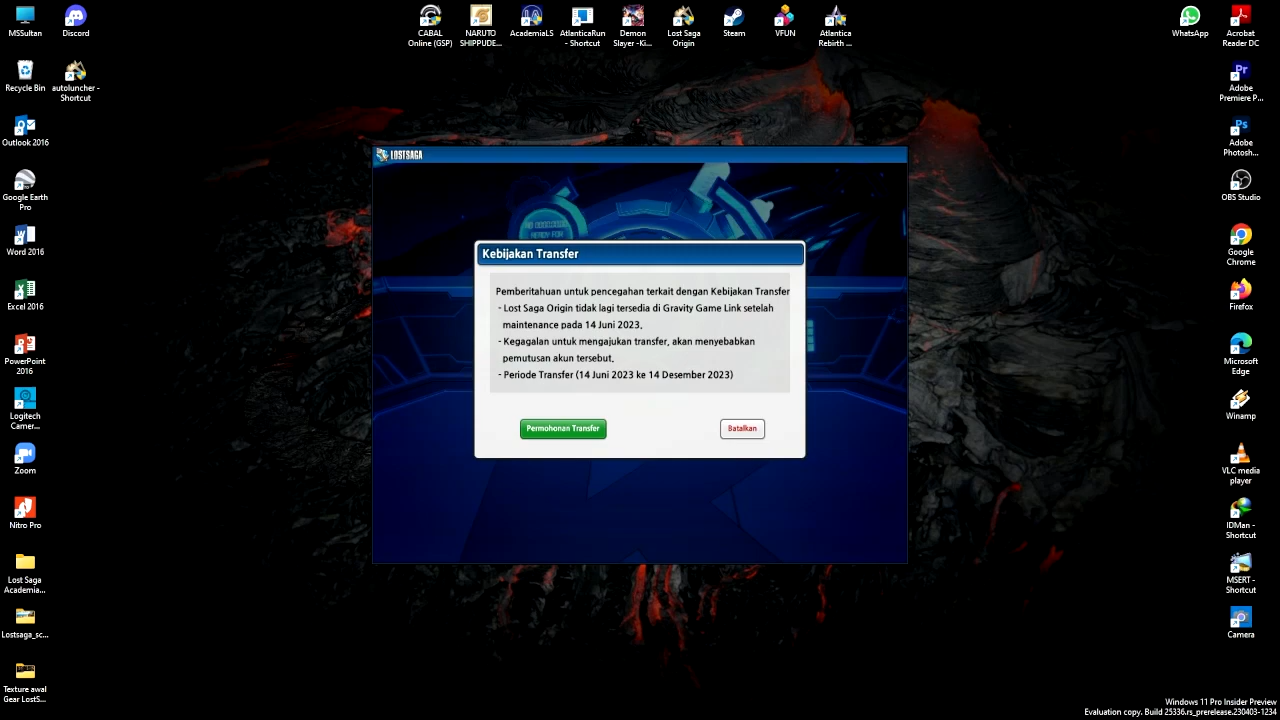 MSSultan
Discord
CABAL
Online (GSP)
NARUTO
SHIPPUDE...
AcademiaLS
AtlanticaRun
- Shortcut
Demon
Slayer -Ki...
Lost Saga
Origin
Steam
VFUN
Atlantica
Rebirth ...
WhatsApp
Acrobat
Reader DC
Recycle Bin
autoluncher -
Shortcut
Adobe
Premiere P...
Outlook 2016
Adobe
Photosh...
Google Earth
Pro
OBS Studio
Word 2016
Google
Chrome
Excel 2016
Firefox
PowerPoint
2016
Microsoft
Edge
Logitech
Camer...
Winamp
Zoom
VLC media
player
Nitro Pro
IDMan -
Shortcut
Lost Saga
Academia...
MSERT -
Shortcut
Lostsaga_sc...
Camera
Texture awal
Gear LostS...
LOSTSAGA
Kebijakan Transfer
Pemberitahuan untuk pencegahan terkait dengan Kebijakan Transfer
- Lost Saga Origin tidak lagi tersedia di Gravity Game Link setelah
maintenance pada 14 Juni 2023.
- Kegagalan untuk mengajukan transfer, akan menyebabkan
pemutusan akun tersebut.
- Periode Transfer (14 Juni 2023 ke 14 Desember 2023)
Permohonan Transfer
Batalkan
Windows 11 Pro Insider Preview
Evaluation copy. Build 25336.rs_prerelease.230403-1234